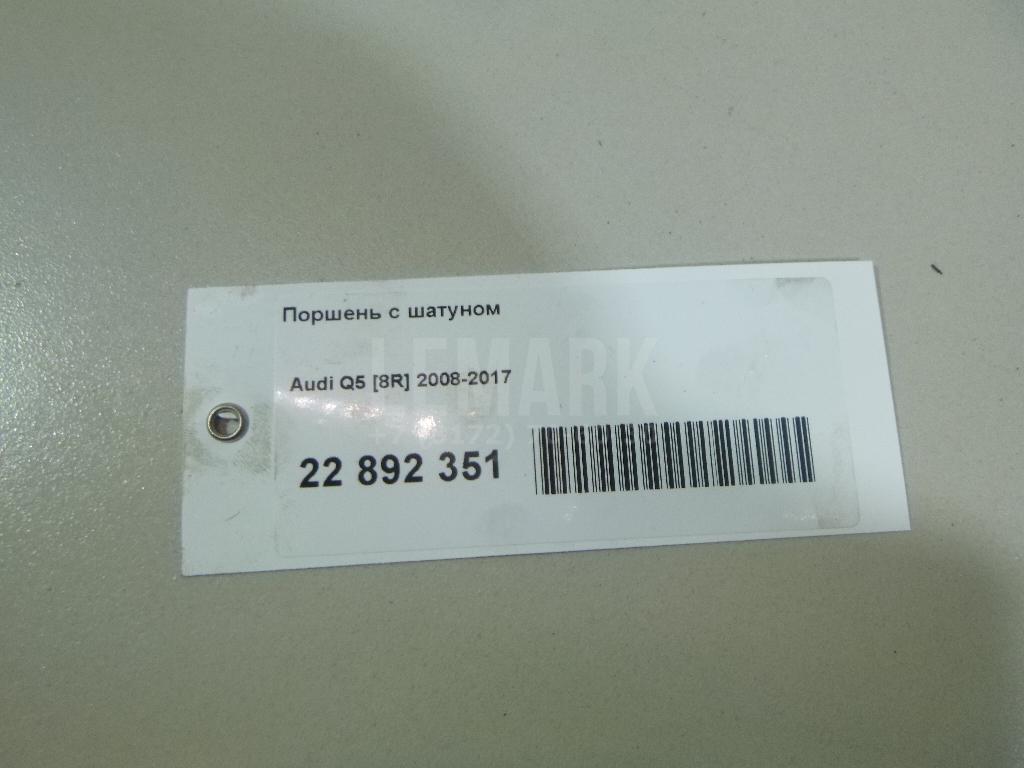 Поршень с шатуном
LEMARK
Audi Q5 [8R] 2008-2017
22 892 351